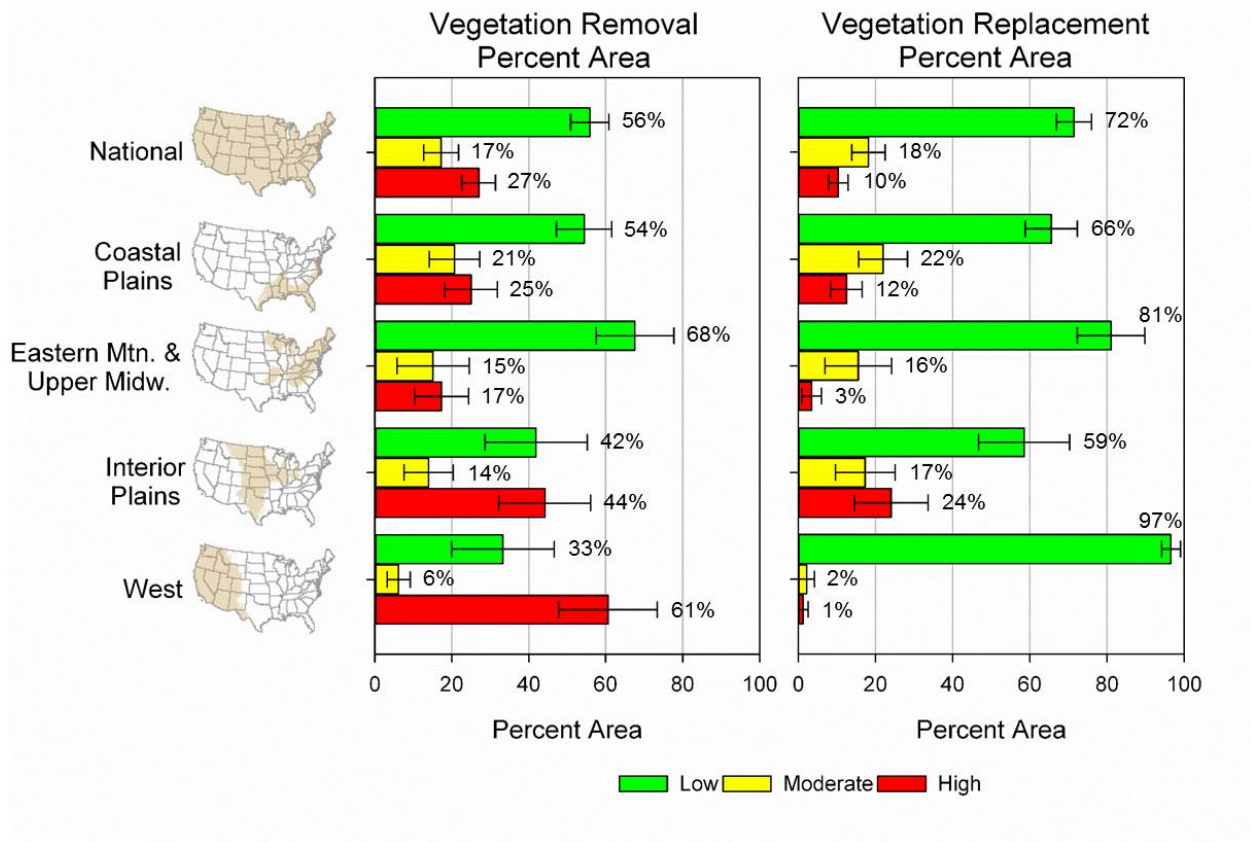 Vegetation Removal
Percent Area
Vegetation Replacement
Percent Area
National
56%
17%
27%
72%
18%
10%
Coastal
Plains
54%
21%
25%
66%
22%
12%
Eastern Mtn. &
Upper Midw.
68%
15%
17%
81%
16%
3%
Interior
Plains
42%
14%
44%
59%
17%
24%
West
33%
6%
61%
97%
2%
1%
0 20 40 60 80 100
0 20 40 60 80 100
Percent Area
Percent Area
Low Moderate High